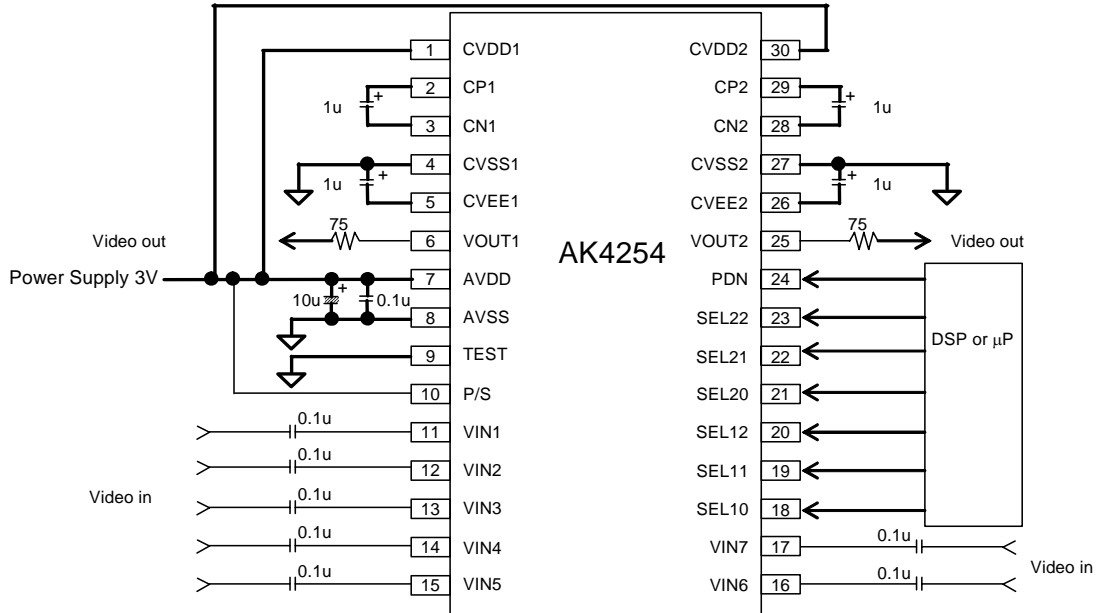 1 CVDD1 CVDD2 30
2 CP1 CP2 29
1u 1u
3 CN1 CN2 28
4 CVSS1 CVSS2 27
1u 1u
5 CVEE1 CVEE2 26
75 75
Video out 6 VOUT1 VOUT2 25 Video out
AK4254
Power Supply 3V 7 AVDD PDN 24
10u 0.1u
8 AVSS SEL22 23
DSP or µP
9 TEST SEL21 22
10 P/S SEL20 21
0.1u
11 VIN1 SEL12 20
0.1u
12 VIN2 SEL11 19
Video in
0.1u
13 VIN3 SEL10 18
0.1u 0.1u
14 VIN4 VIN7 17
Video in
0.1u 0.1u
15 VIN5 VIN6 16
+
+
+
+
+